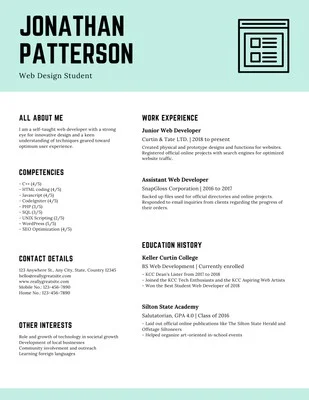 JONATHAN
PATTERSON
Web Design Student
ALL ABOUT ME
I am a self-taught web developer with a strong
eye for innovative design and a keen
understanding of techniques geared toward
optimum user experience.
COMPETENCIES
- C++ (4/5)
- HTML coding (4/5)
- Javascript (4/5)
- CodeIgniter (4/5)
- PHP (5/5)
- SQL (3/5)
- UNIX Scripting (2/5)
- WordPress (5/5)
- SEO Optimization (4/5)
CONTACT DETAILS
123 Anywhere St., Any City, State, Country 12345
hello@reallygreatsite.com
www.reallygreatsite.com
Mobile No.: 123-456-7890
Home No.: 123-456-7890
OTHER INTERESTS
Role and growth of technology in societal growth
Development of local businesses
Community involvement and outreach
Learning foreign languages
WORK EXPERIENCE
Junior Web Developer
Curtin & Tate LTD. | 2018 to present
Created physical and prototype designs and functions for websites.
Registered official online projects with search engines for optimized
website traffic.
Assistant Web Developer
SnapGloss Corporation | 2016 to 2017
Backed up files used for official directories and online projects.
Responded to email inquiries from clients regarding the progress
of their orders.
EDUCATION HISTORY
Keller Curtin College
BS Web Development | Currently enrolled
- KCC Dean's Lister from 2017 to 2018
- Joined the KCC Tech Enthusiasts and the KCC Aspiring Web Artists
- Won the Best Student Web Developer of 2018
Silton State Academy
Salutatorian, GPA 4.0 | Class of 2016
- Laid out official online publications like The Silton State Herald and
Offstage Siltoneers
- Helped organize art-oriented in-school events